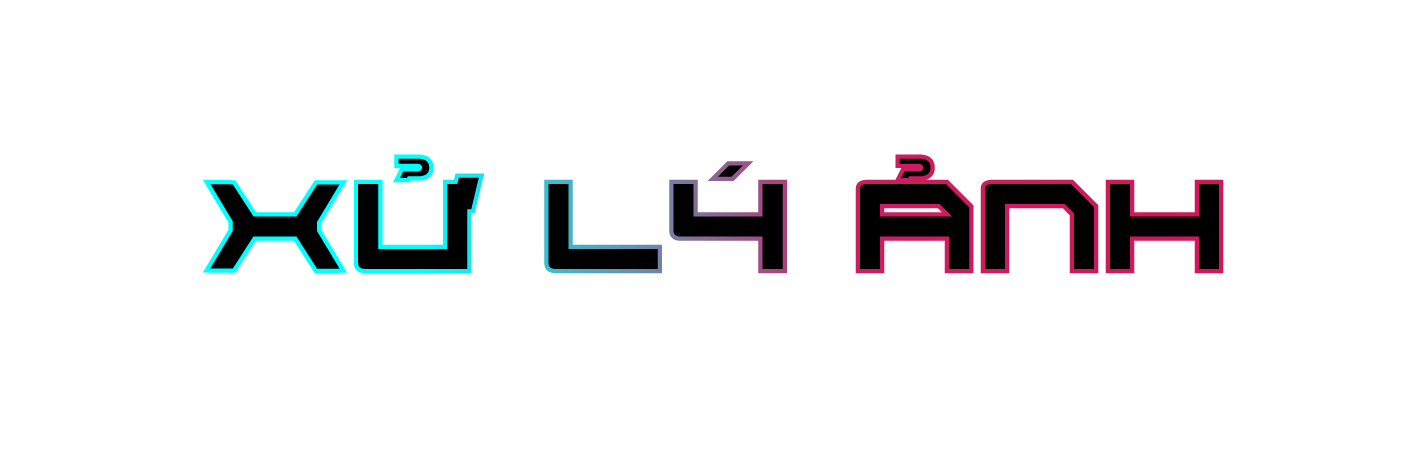 XỬ LÝ ẢNH